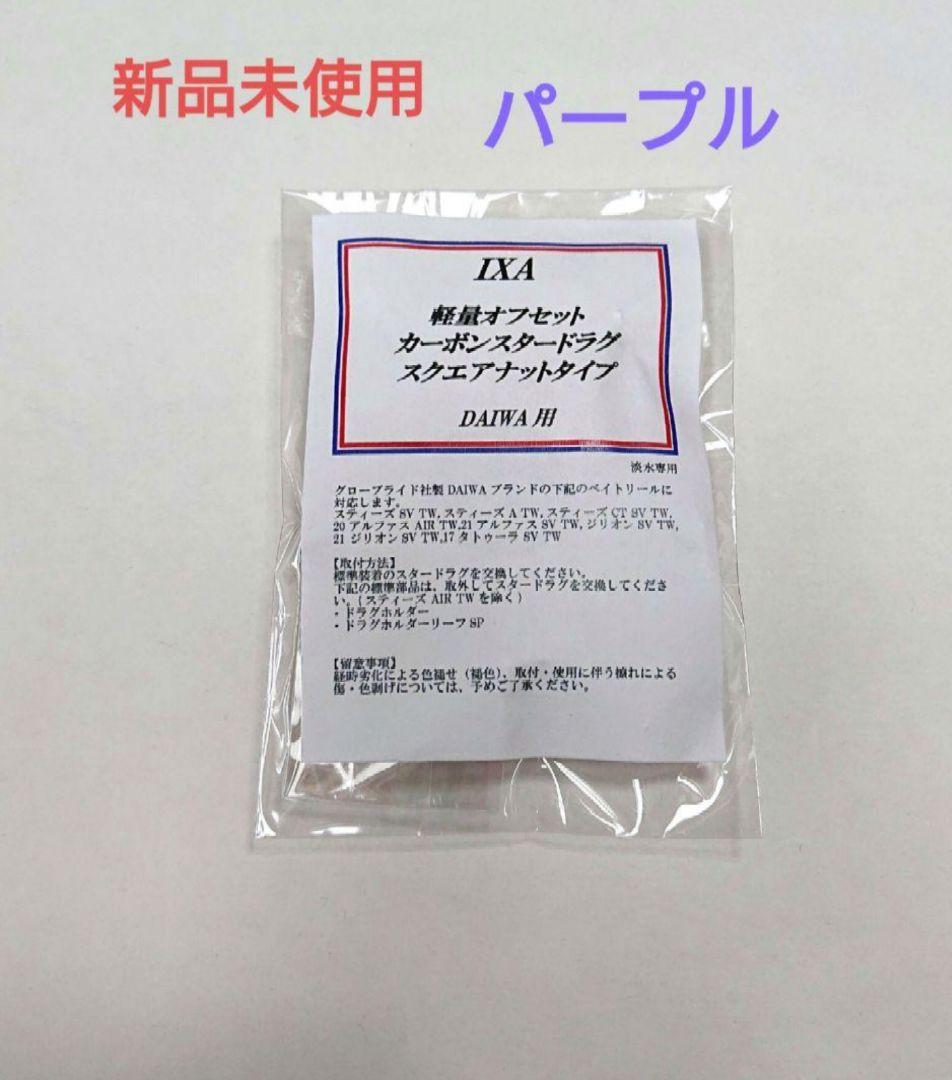 新品未使用
パープル
IXA
軽量オフセット
カーボンスタードラグ
スクエアナットタイプ
DAIWA 用
淡水専用
グローブライド社製 DAIWA ブランドの下記のベイトリールに
対応します。
スティーズ SV TW, スティーズ A TW, スティーズ CT SV TW,
20 アルファス AIR TW,21 アルファス SV TW, ジリオン SV TW,
21 ジリオン SV TW,17 タトゥーラ SV TW
【取付方法】
標準装着のスタードラグを交換してください。
下記の標準部品は、取外してスタードラグを交換してくださ
い。(スティーズ AIR TW を除く)
・ドラグホルダー
・ドラグホルダーリーフ SP
【留意事項】
経時劣化による色褪せ（褪色）、取付・使用に伴う擦れによる
傷・色剥げについては、予めご了承ください。